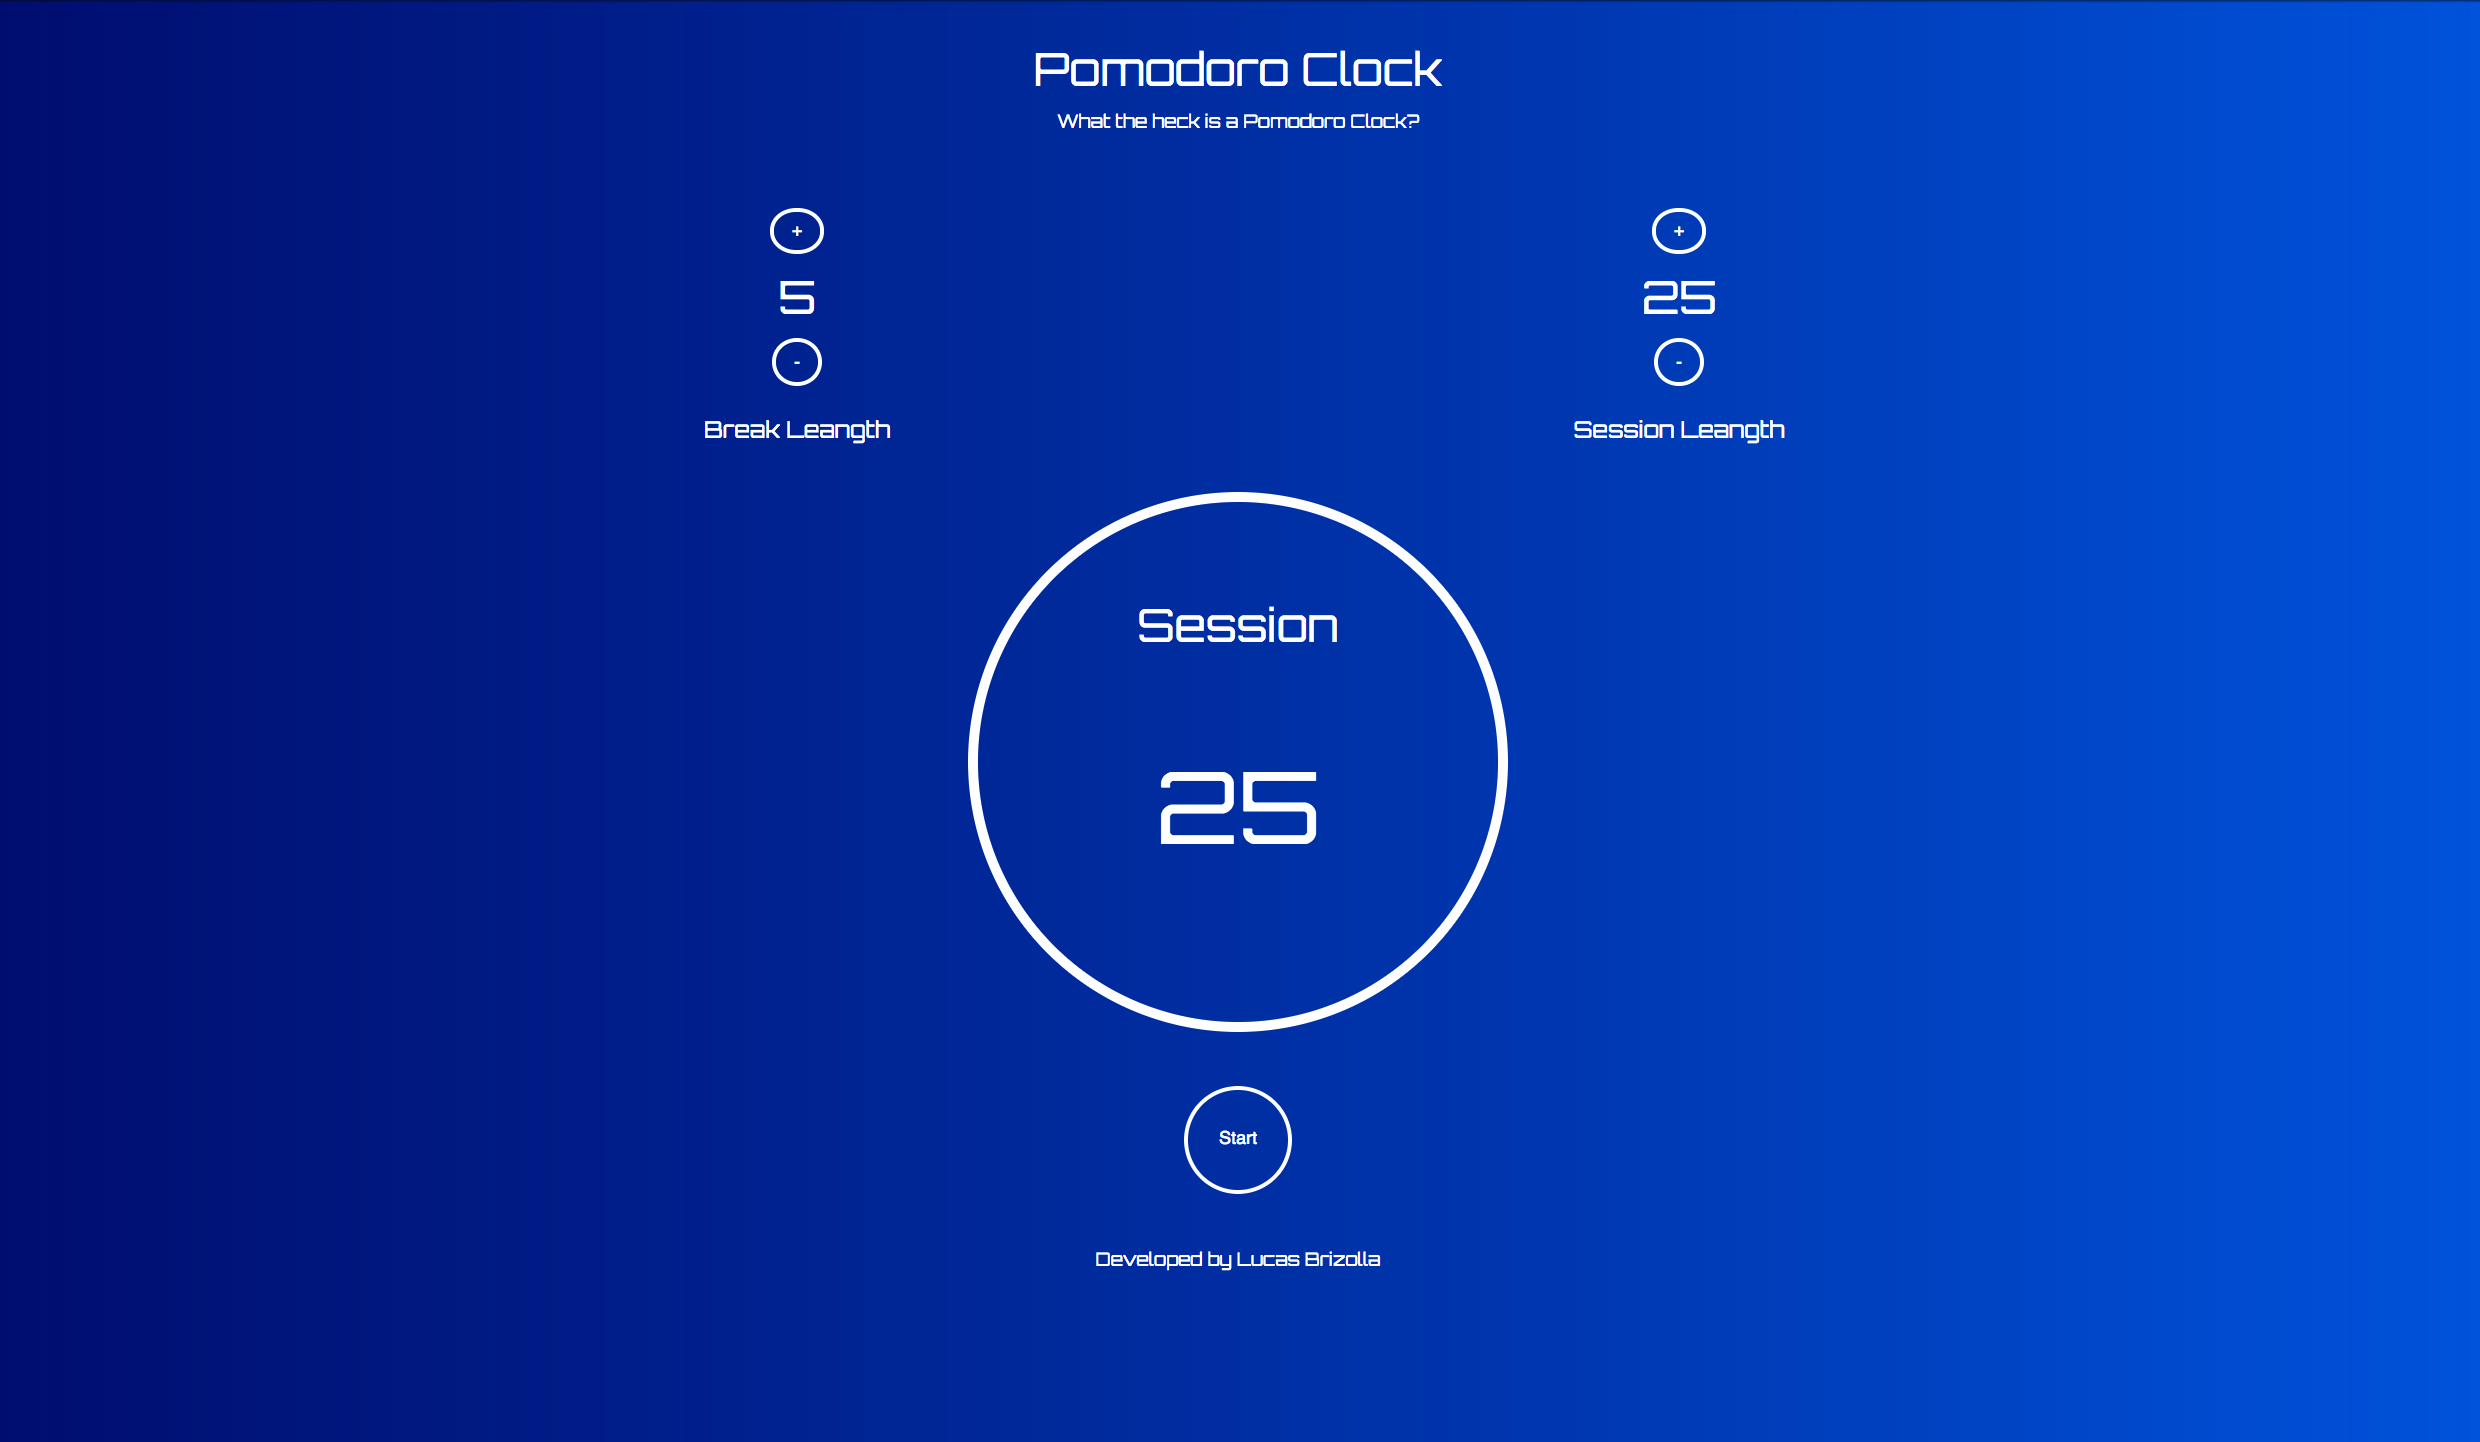 Pomodoro Clock
What the heck is a Pomodoro Clock?
+
5
-
Break Leangth
+
25
-
Session Leangth
Session
25
Start
Developed by Lucas Brizolla